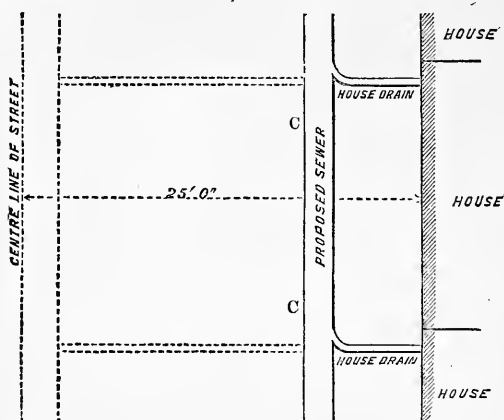 HOUSE
HOUSE DRAIN
CENTRE LINE OF STREET
C
PROPOSED SEWER
25' 0"
HOUSE
C
HOUSE DRAIN
HOUSE